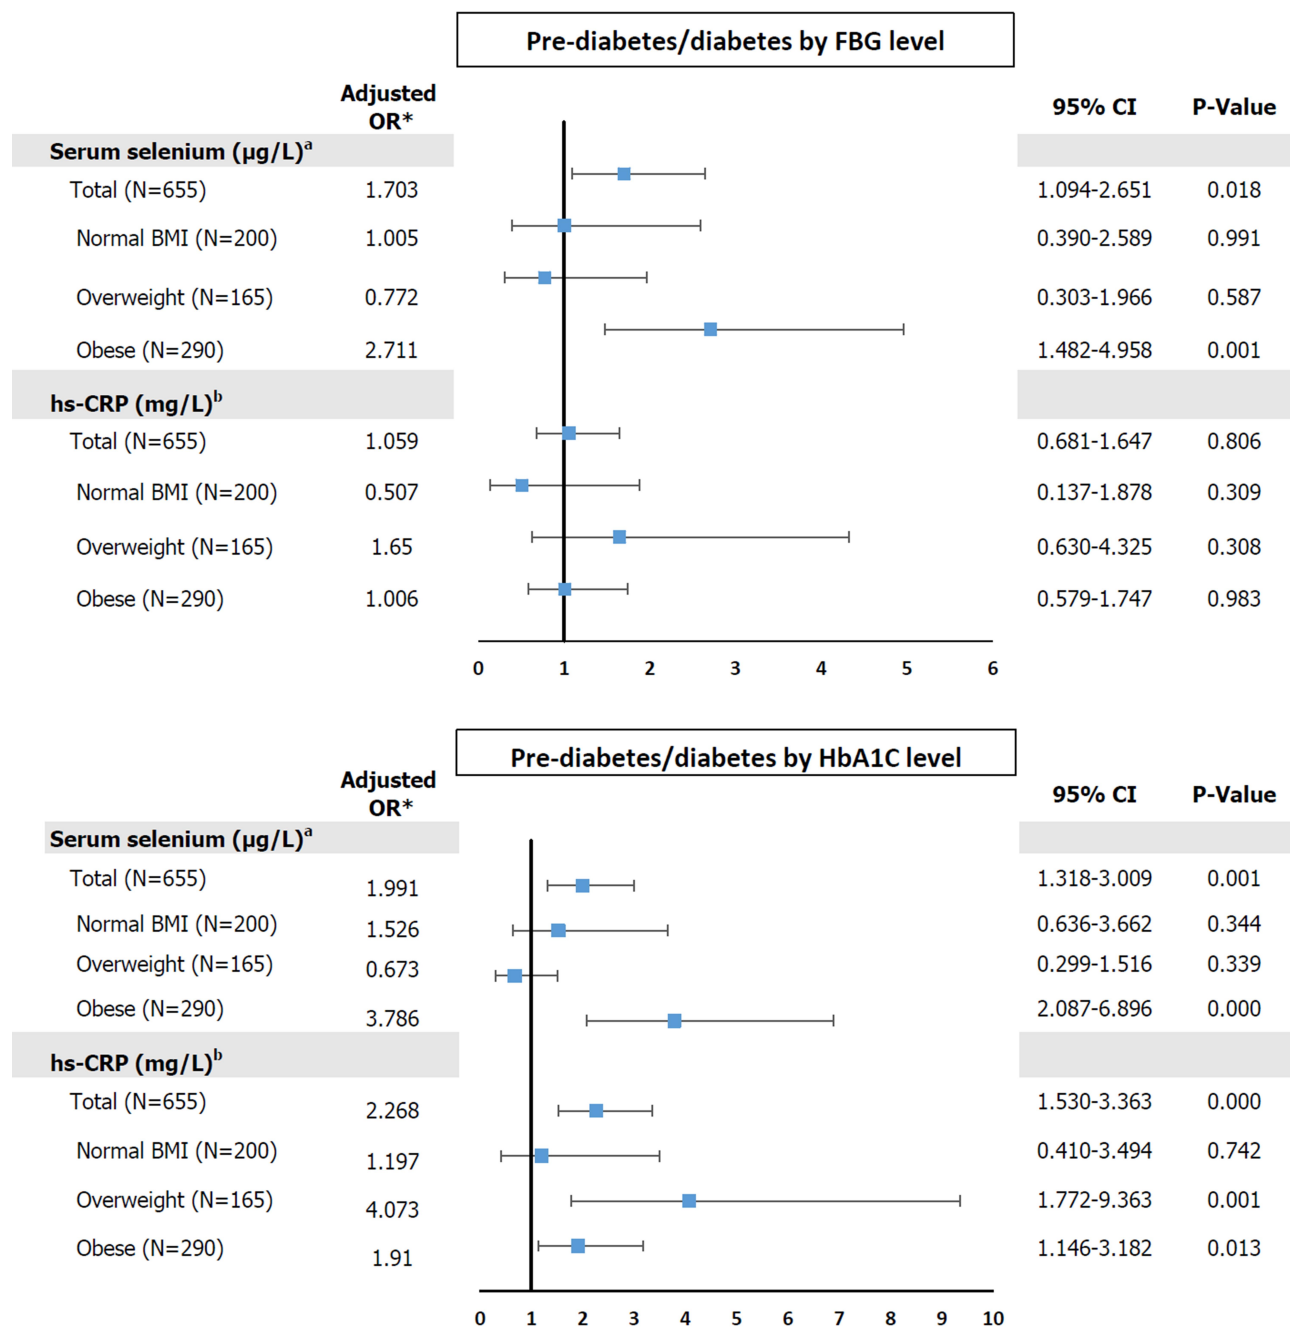 Pre-diabetes/diabetes by FBG level
Adjusted OR* 95% CI P-Value
Serum selenium (µg/L)ᵃ
Total (N=655) 1.703 1.094-2.651 0.018
Normal BMI (N=200) 1.005 0.390-2.589 0.991
Overweight (N=165) 0.772 0.303-1.966 0.587
Obese (N=290) 2.711 1.482-4.958 0.001
hs-CRP (mg/L)ᵇ
Total (N=655) 1.059 0.681-1.647 0.806
Normal BMI (N=200) 0.507 0.137-1.878 0.309
Overweight (N=165) 1.65 0.630-4.325 0.308
Obese (N=290) 1.006 0.579-1.747 0.983
0 1 2 3 4 5 6
Pre-diabetes/diabetes by HbA1C level
Adjusted OR* 95% CI P-Value
Serum selenium (µg/L)ᵃ
Total (N=655) 1.991 1.318-3.009 0.001
Normal BMI (N=200) 1.526 0.636-3.662 0.344
Overweight (N=165) 0.673 0.299-1.516 0.339
Obese (N=290) 3.786 2.087-6.896 0.000
hs-CRP (mg/L)ᵇ
Total (N=655) 2.268 1.530-3.363 0.000
Normal BMI (N=200) 1.197 0.410-3.494 0.742
Overweight (N=165) 4.073 1.772-9.363 0.001
Obese (N=290) 1.91 1.146-3.182 0.013
0 1 2 3 4 5 6 7 8 9 10